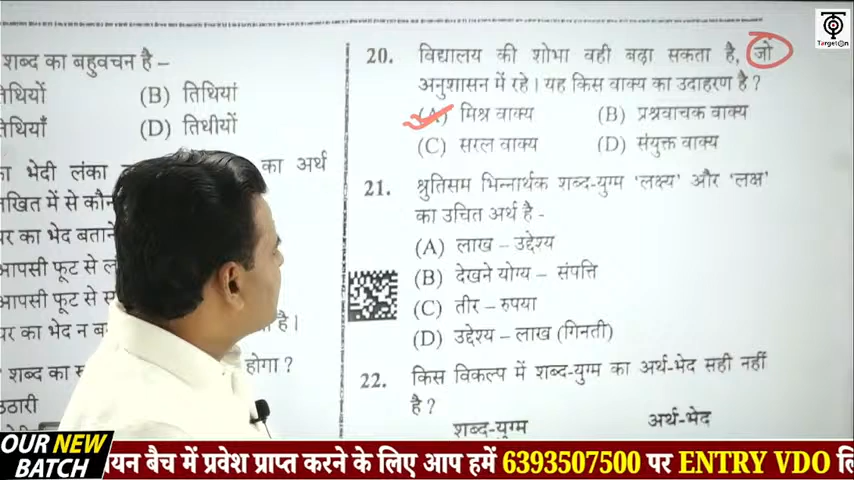 TargetOn
शब्द का बहुवचन है –
(B) तिथियां
(D) तिथीयों
भेदी लंका
का अर्थ
में से
का भेद बताने
आपसी फूट से
आपसी फूट से
का भेद न
है।
शब्द का
होगा ?
20. विद्यालय की शोभा वही बढ़ा सकता है, जो
अनुशासन में रहे। यह किस वाक्य का उदाहरण है ?
(A) मिश्र वाक्य (B) प्रश्नवाचक वाक्य
(C) सरल वाक्य (D) संयुक्त वाक्य
21. श्रुतिसम भिन्नार्थक शब्द-युग्म 'लक्ष्य' और 'लक्ष'
का उचित अर्थ है -
(A) लाख – उद्देश्य
(B) देखने योग्य – संपत्ति
(C) तीर – रुपया
(D) उद्देश्य – लाख (गिनती)
22. किस विकल्प में शब्द-युग्म का अर्थ-भेद सही नहीं
है ?
शब्द-युग्म अर्थ-भेद
OUR NEW
BATCH
बैच में प्रवेश प्राप्त करने के लिए आप हमें 6393507500 पर ENTRY VDO